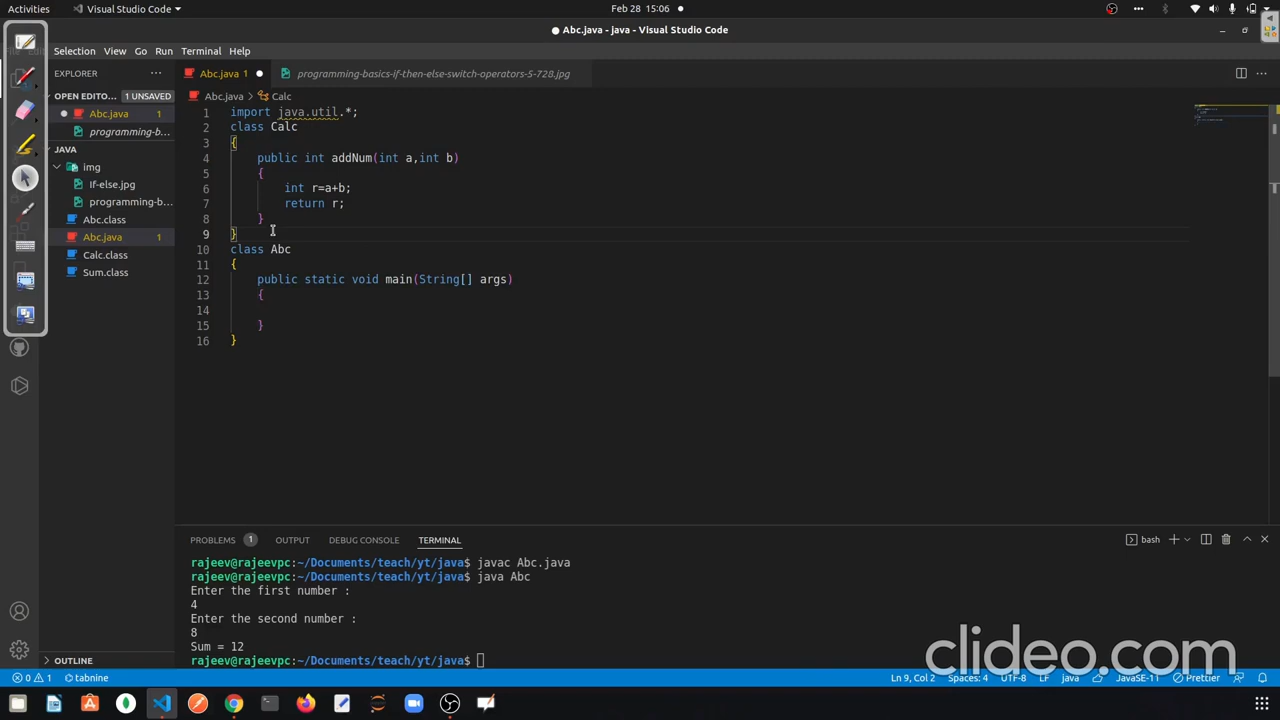 Activities
Visual Studio Code
Feb 28 15:06
Abc.java - java - Visual Studio Code
Selection View Go Run Terminal Help
EXPLORER
Abc.java 1
programming-basics-if-then-else-switch-operators-5-728.jpg
OPEN EDITO... 1 UNSAVED
Abc.java 1
programming-b...
JAVA
img
If-else.jpg
programming-b...
Abc.class
Abc.java 1
Calc.class
Sum.class
OUTLINE
Abc.java > Calc
1 import java.util.*;
2 class Calc
3 {
4 public int addNum(int a,int b)
5 {
6 int r=a+b;
7 return r;
8 }
9 }
10 class Abc
11 {
12 public static void main(String[] args)
13 {
14
15 }
16 }
PROBLEMS 1 OUTPUT DEBUG CONSOLE TERMINAL
bash
rajeev@rajeevpc:~/Documents/teach/yt/java$ javac Abc.java
rajeev@rajeevpc:~/Documents/teach/yt/java$ java Abc
Enter the first number :
4
Enter the second number :
8
Sum = 12
rajeev@rajeevpc:~/Documents/teach/yt/java$
clideo.com
0 1 tabnine
Ln 9, Col 2 Spaces: 4 UTF-8 LF java JavaSE-11 Prettier